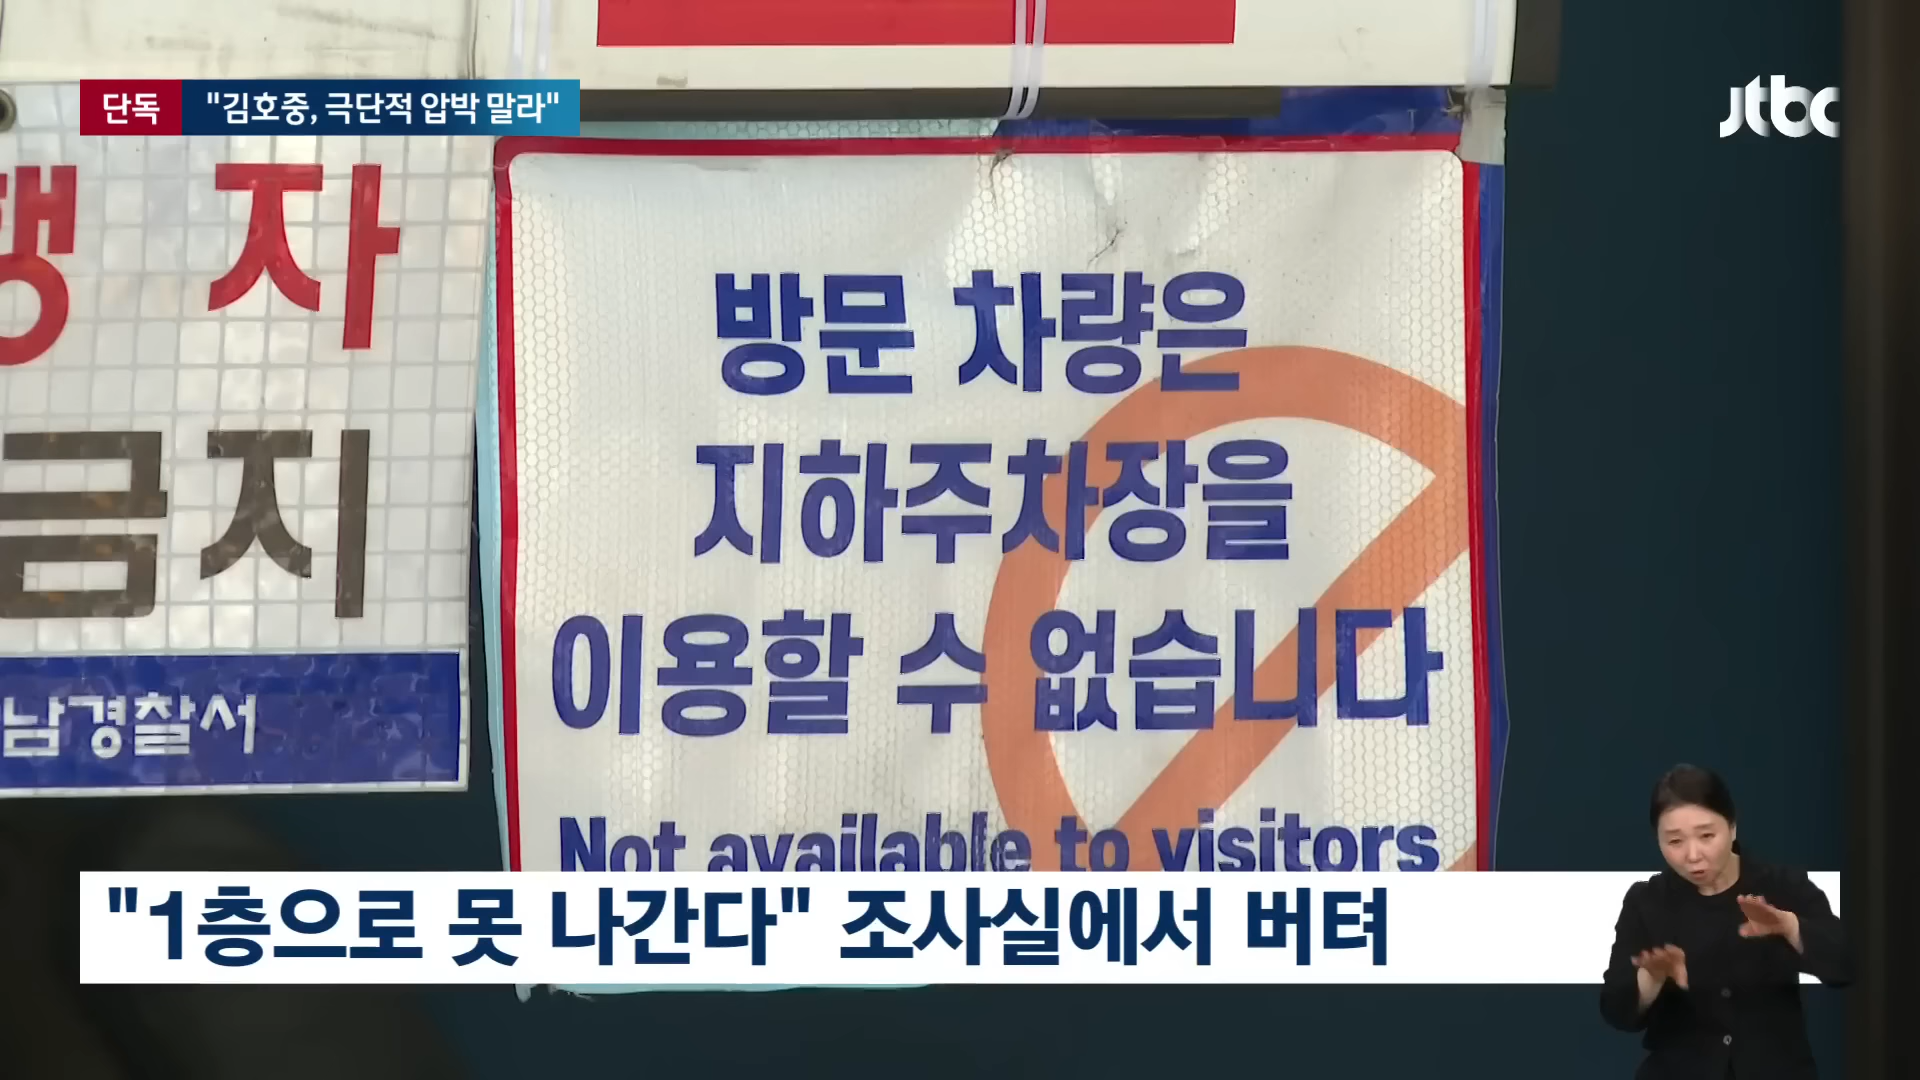 단독 "김호중, 극단적 압박 말라"
jtbc
행 자
금지
남경찰서
방문 차량은
지하주차장을
이용할 수 없습니다
Not available to visitors
"1층으로 못 나간다" 조사실에서 버텨